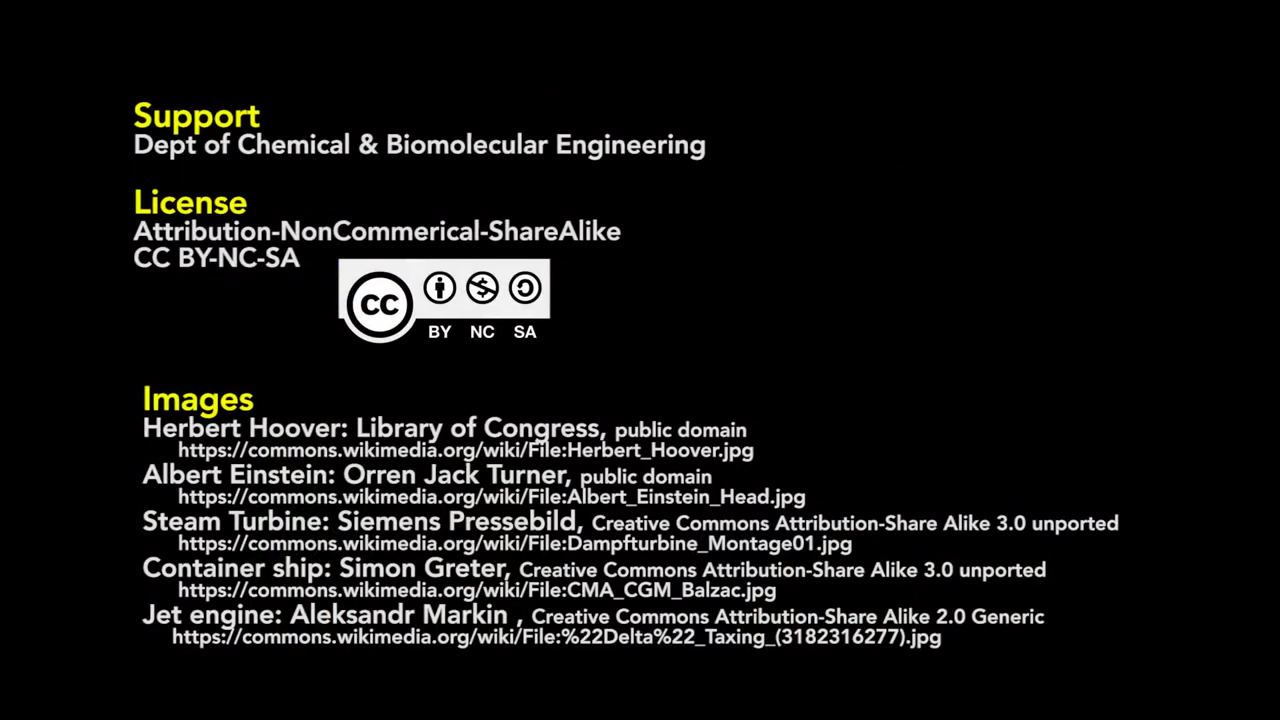 Support
Dept of Chemical & Biomolecular Engineering
License
Attribution-NonCommerical-ShareAlike
CC BY-NC-SA
CC
BY NC SA
Images
Herbert Hoover: Library of Congress, public domain
https://commons.wikimedia.org/wiki/File:Herbert_Hoover.jpg
Albert Einstein: Orren Jack Turner, public domain
https://commons.wikimedia.org/wiki/File:Albert_Einstein_Head.jpg
Steam Turbine: Siemens Pressebild, Creative Commons Attribution-Share Alike 3.0 unported
https://commons.wikimedia.org/wiki/File:Dampfturbine_Montage01.jpg
Container ship: Simon Greter, Creative Commons Attribution-Share Alike 3.0 unported
https://commons.wikimedia.org/wiki/File:CMA_CGM_Balzac.jpg
Jet engine: Aleksandr Markin , Creative Commons Attribution-Share Alike 2.0 Generic
https://commons.wikimedia.org/wiki/File:%22Delta%22_Taxing_(3182316277).jpg